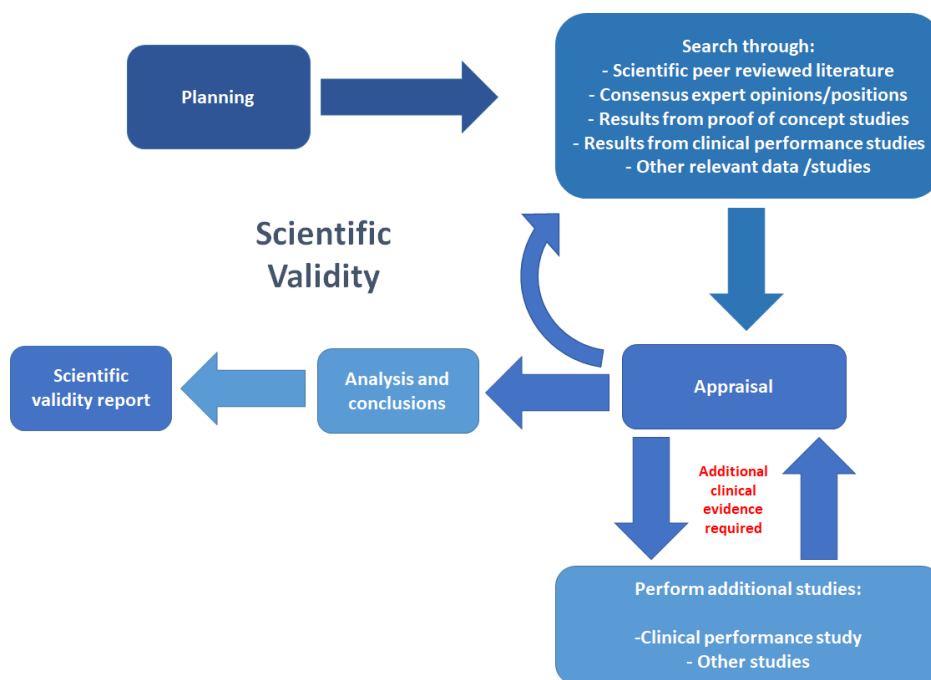 Planning
Search through:
- Scientific peer reviewed literature
- Consensus expert opinions/positions
- Results from proof of concept studies
- Results from clinical performance studies
- Other relevant data /studies
Scientific
Validity
Scientific
validity report
Analysis and
conclusions
Appraisal
Additional
clinical
evidence
required
Perform additional studies:
-Clinical performance study
- Other studies